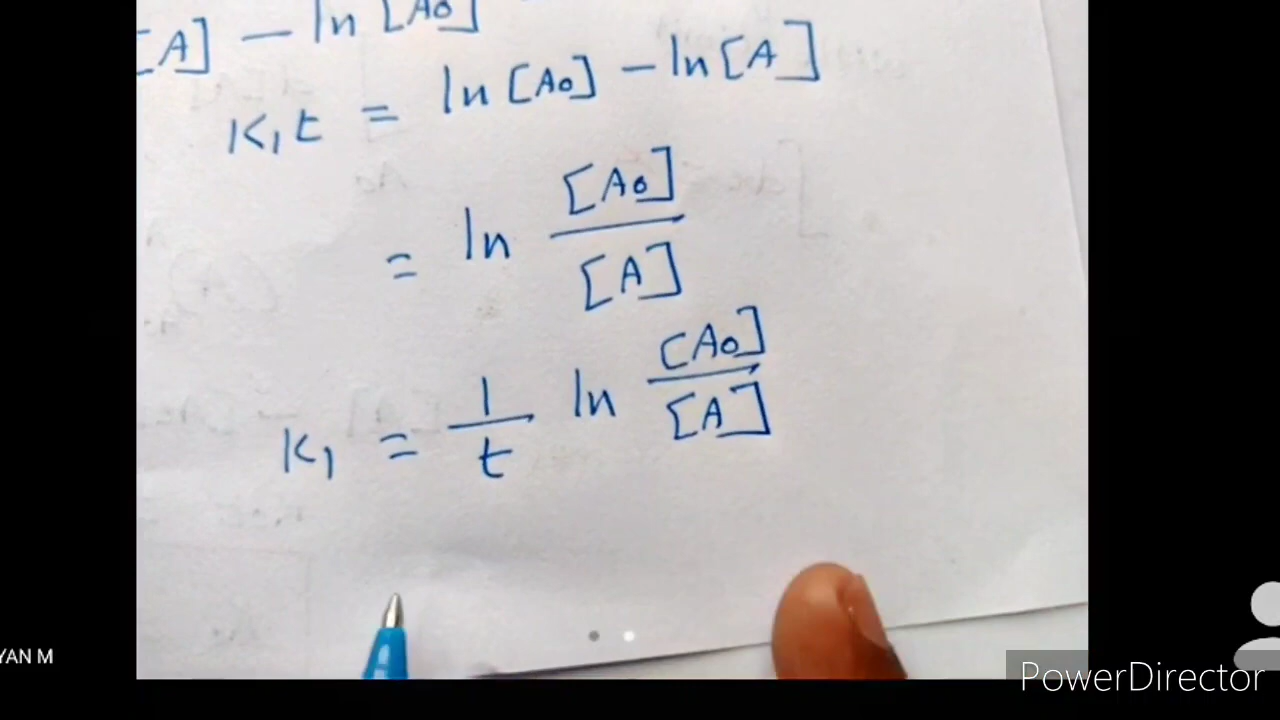 [A] - ln [A₀]
K₁t = ln [A₀] - ln [A]
= ln [A₀] / [A]
K₁ = 1/t ln [A₀] / [A]
YAN M
PowerDirector